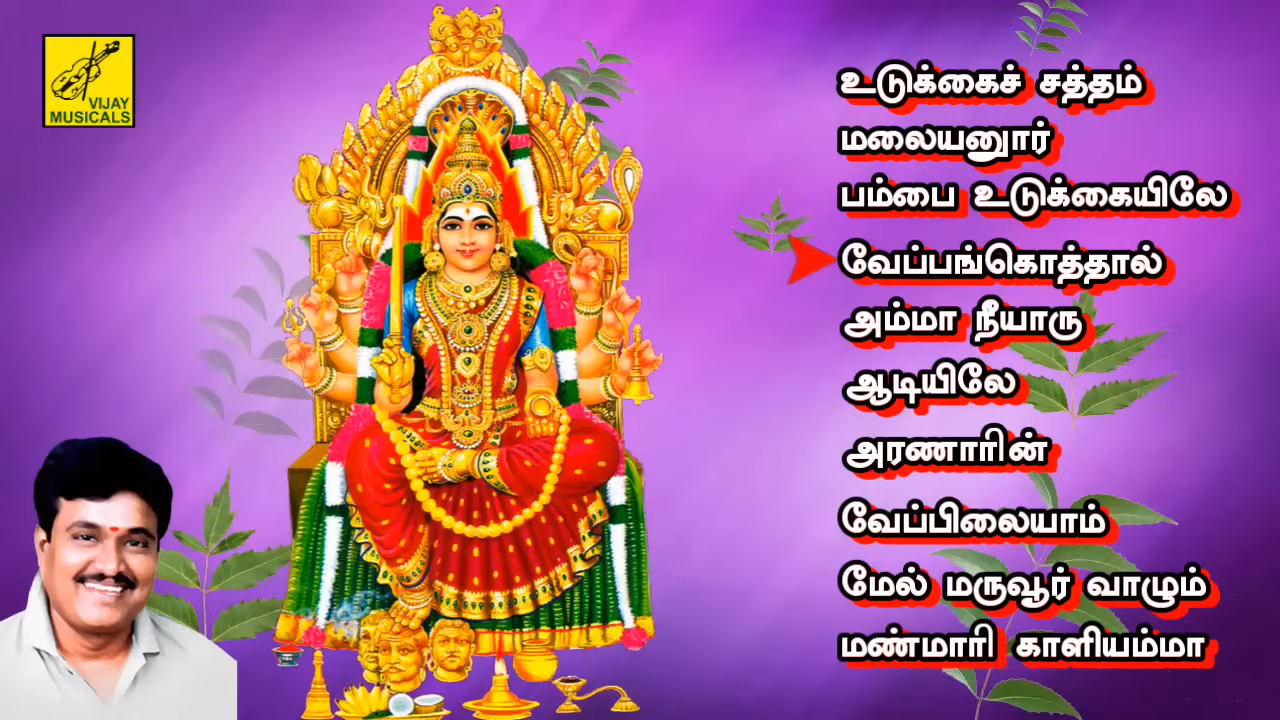 VIJAY
MUSICALS
உடுக்கைச் சத்தம்
மலையனூர்
பம்பை உடுக்கையிலே
வேப்பங்கொத்தால்
அம்மா நீயாரு
ஆடியிலே
அரணாரின்
வேப்பிலையாம்
மேல் மருவூர் வாழும்
மண்மாரி காளியம்மா